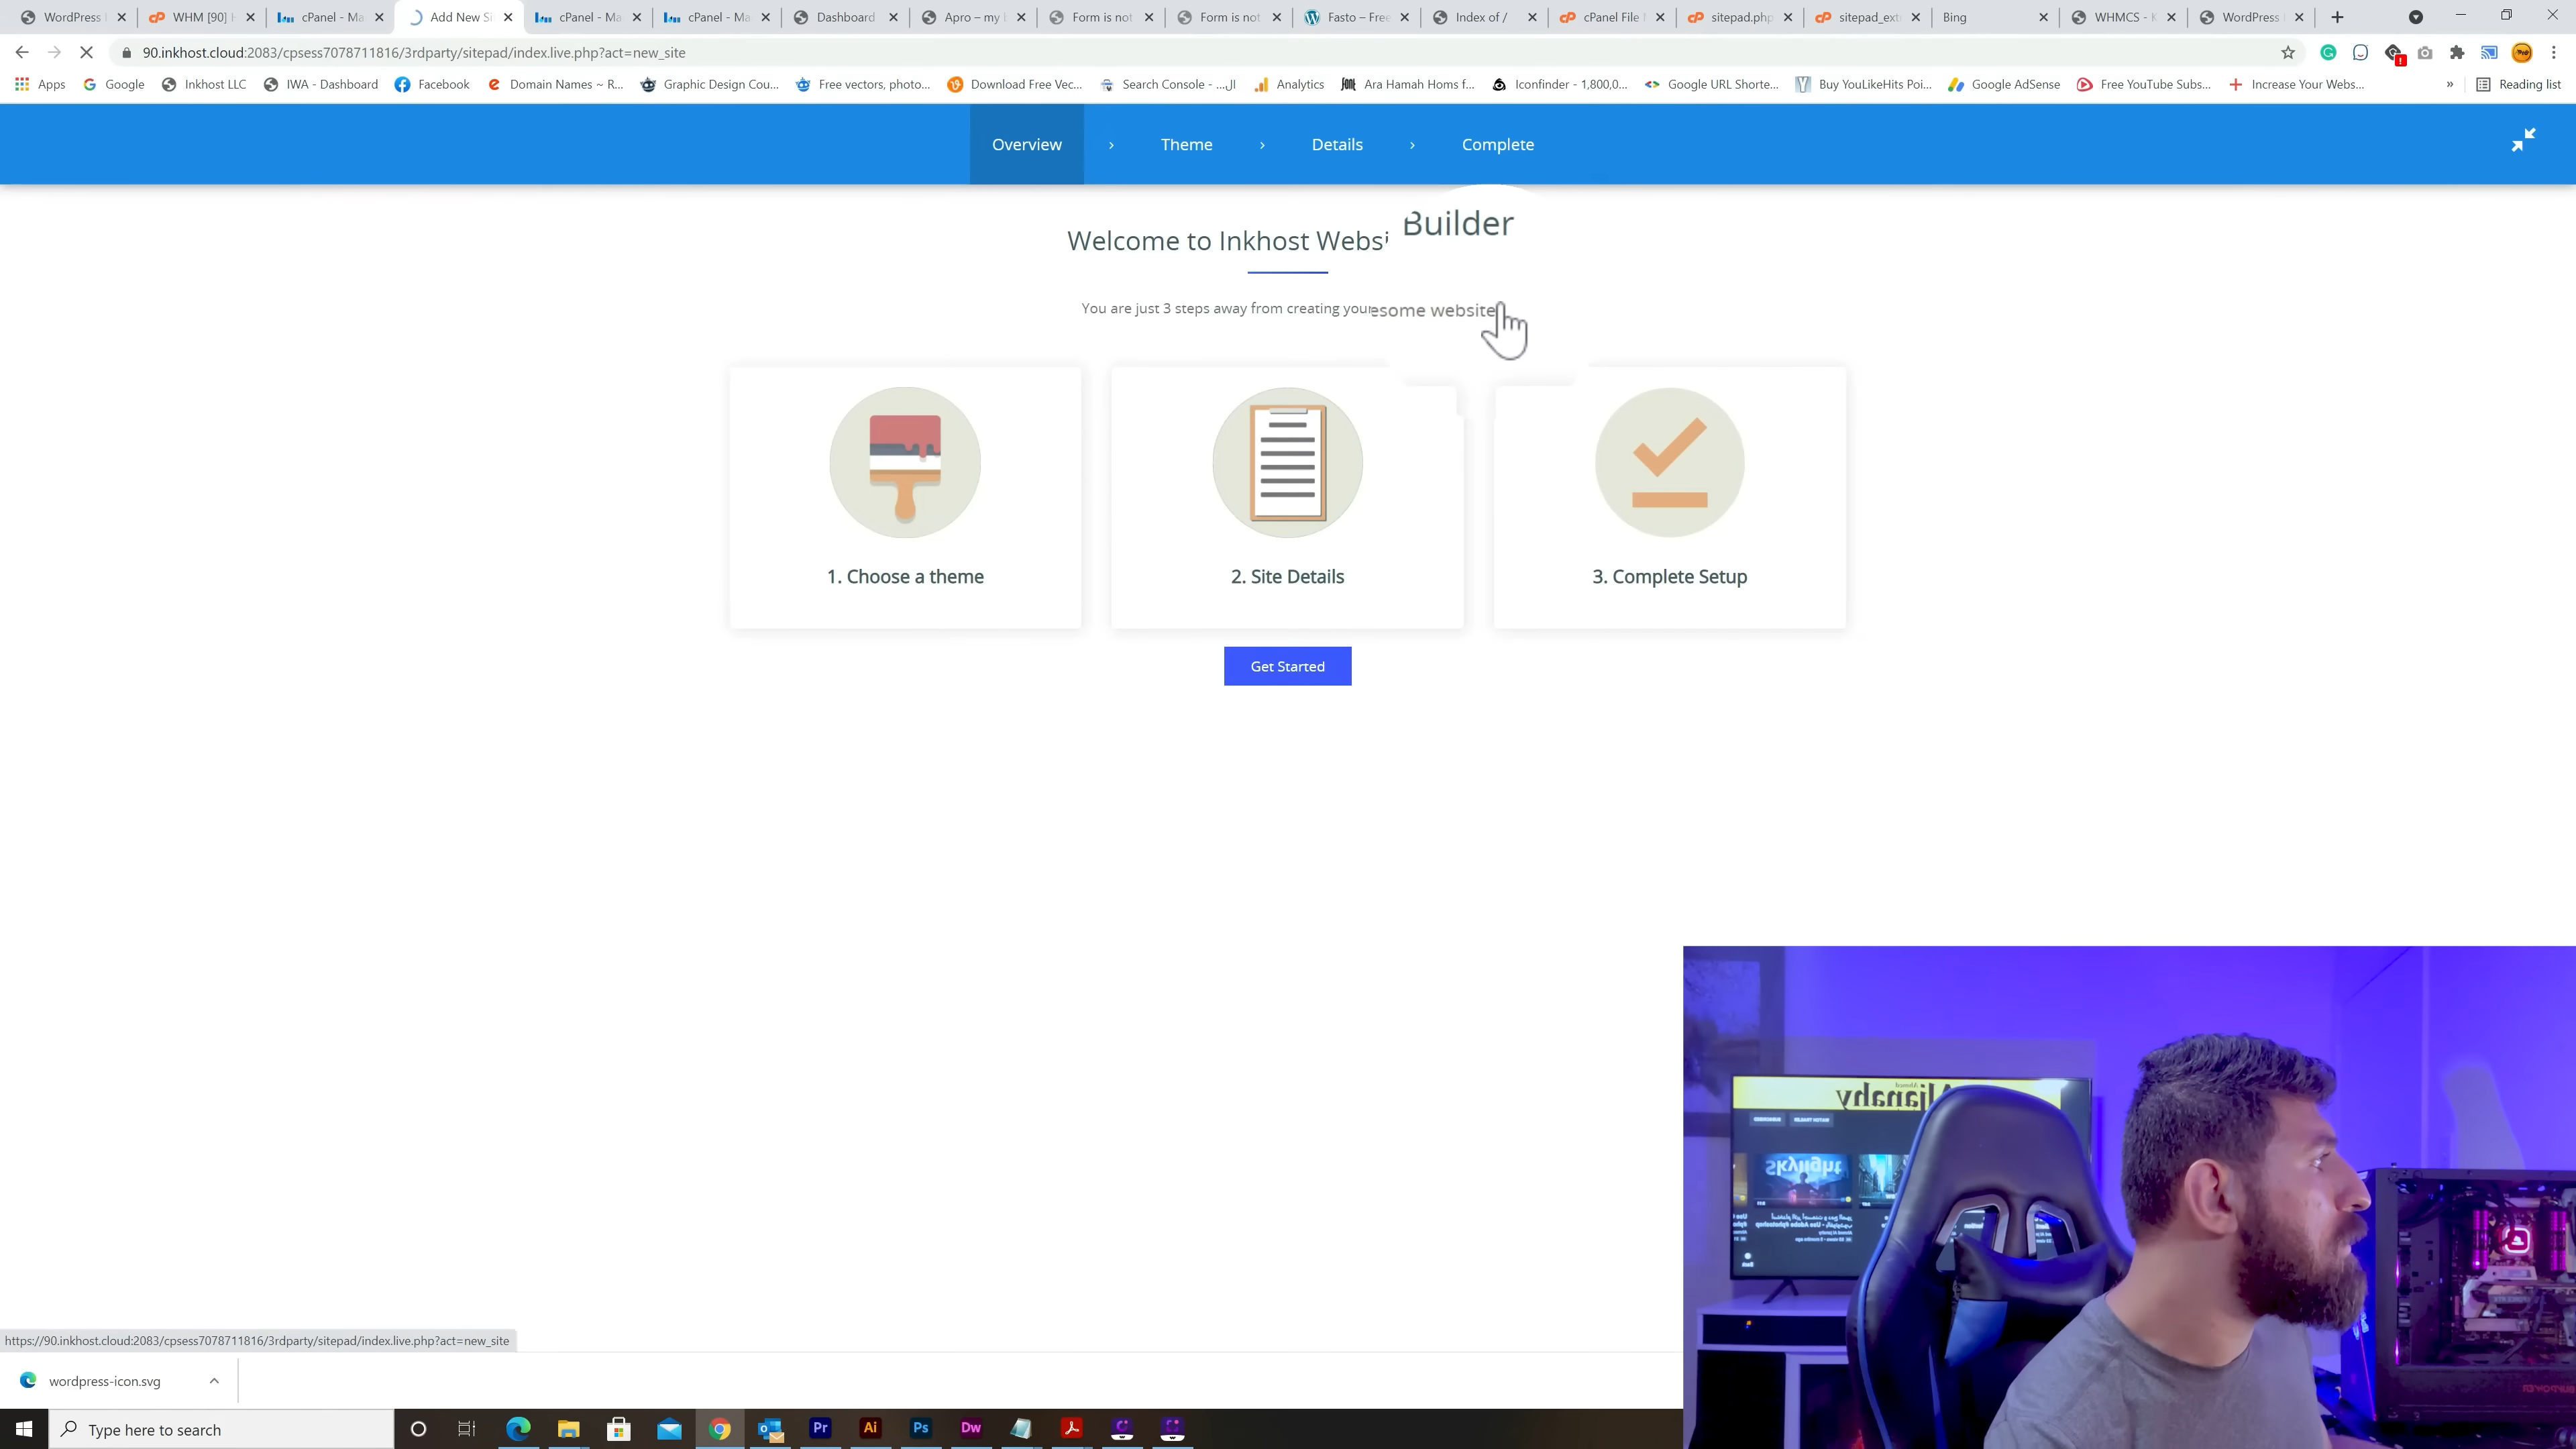 WordPress
WHM [90]
cPanel - Ma
Add New Si
cPanel - Ma
cPanel - Ma
Dashboard
Apro – my
Form is not
Form is not
Fasto – Free
Index of /
cPanel File
sitepad.php
sitepad_ext
Bing
WHMCS -
WordPress
90.inkhost.cloud:2083/cpsess7078711816/3rdparty/sitepad/index.live.php?act=new_site
Apps
Google
Inkhost LLC
IWA - Dashboard
Facebook
Domain Names ~ R...
Graphic Design Cou...
Free vectors, photo...
Download Free Vec...
Search Console - ...ال
Analytics
Ara Hamah Homs f...
Iconfinder - 1,800,0...
Google URL Shorte...
Buy YouLikeHits Poi...
Google AdSense
Free YouTube Subs...
Increase Your Webs...
»
Reading list
Overview › Theme › Details › Complete
Welcome to Inkhost Websi Builder
You are just 3 steps away from creating your esome website
1. Choose a theme
2. Site Details
3. Complete Setup
Get Started
Aljanahy
Skylight
https://90.inkhost.cloud:2083/cpsess7078711816/3rdparty/sitepad/index.live.php?act=new_site
wordpress-icon.svg
Type here to search
Pr
Ai
Ps
Dw